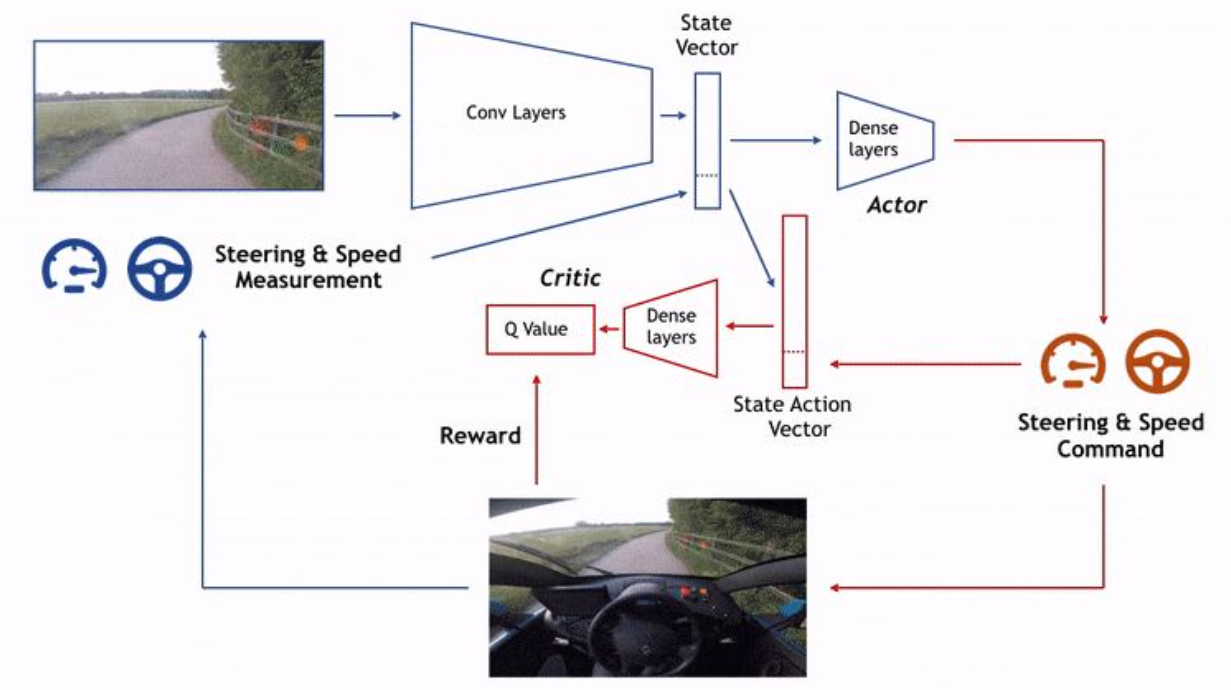 State
Vector
Conv Layers
Dense
layers
Actor
Steering & Speed
Measurement
Critic
Q Value
Dense
layers
State Action
Vector
Reward
Steering & Speed
Command